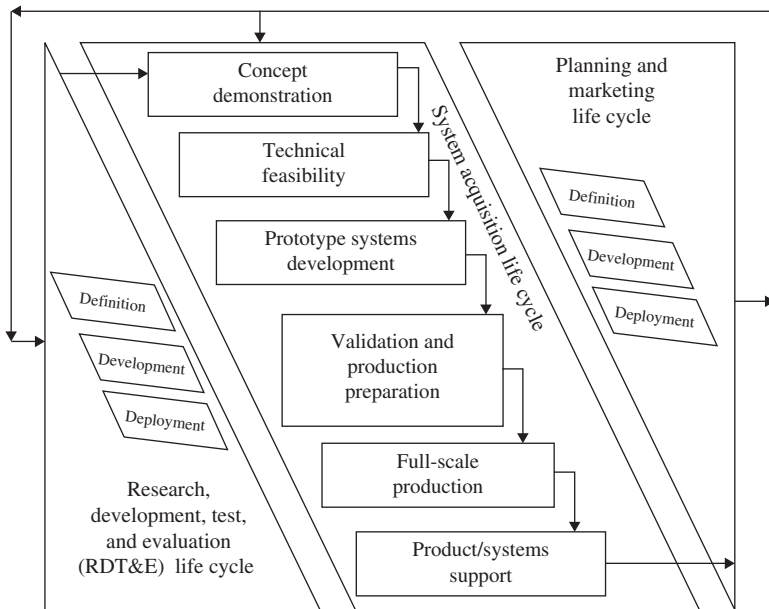 Concept
demonstration
Technical
feasibility
Prototype systems
development
Validation and
production
preparation
Full-scale
production
Product/systems
support
System acquisition life cycle
Planning and
marketing
life cycle
Definition
Development
Deployment
Definition
Development
Deployment
Research,
development, test,
and evaluation
(RDT&E) life cycle